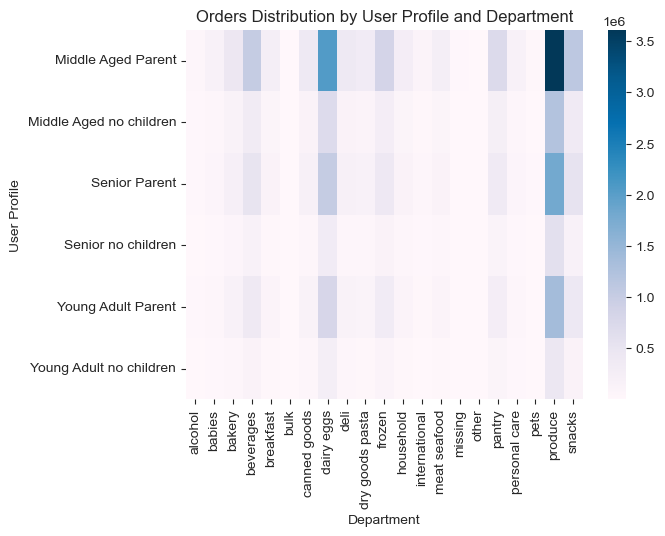 Orders Distribution by User Profile and Department
1e6
User Profile
Middle Aged Parent
Middle Aged no children
Senior Parent
Senior no children
Young Adult Parent
Young Adult no children
3.5
3.0
2.5
2.0
1.5
1.0
0.5
alcohol
babies
bakery
beverages
breakfast
bulk
canned goods
dairy eggs
deli
dry goods pasta
frozen
household
international
meat seafood
missing
other
pantry
personal care
pets
produce
snacks
Department